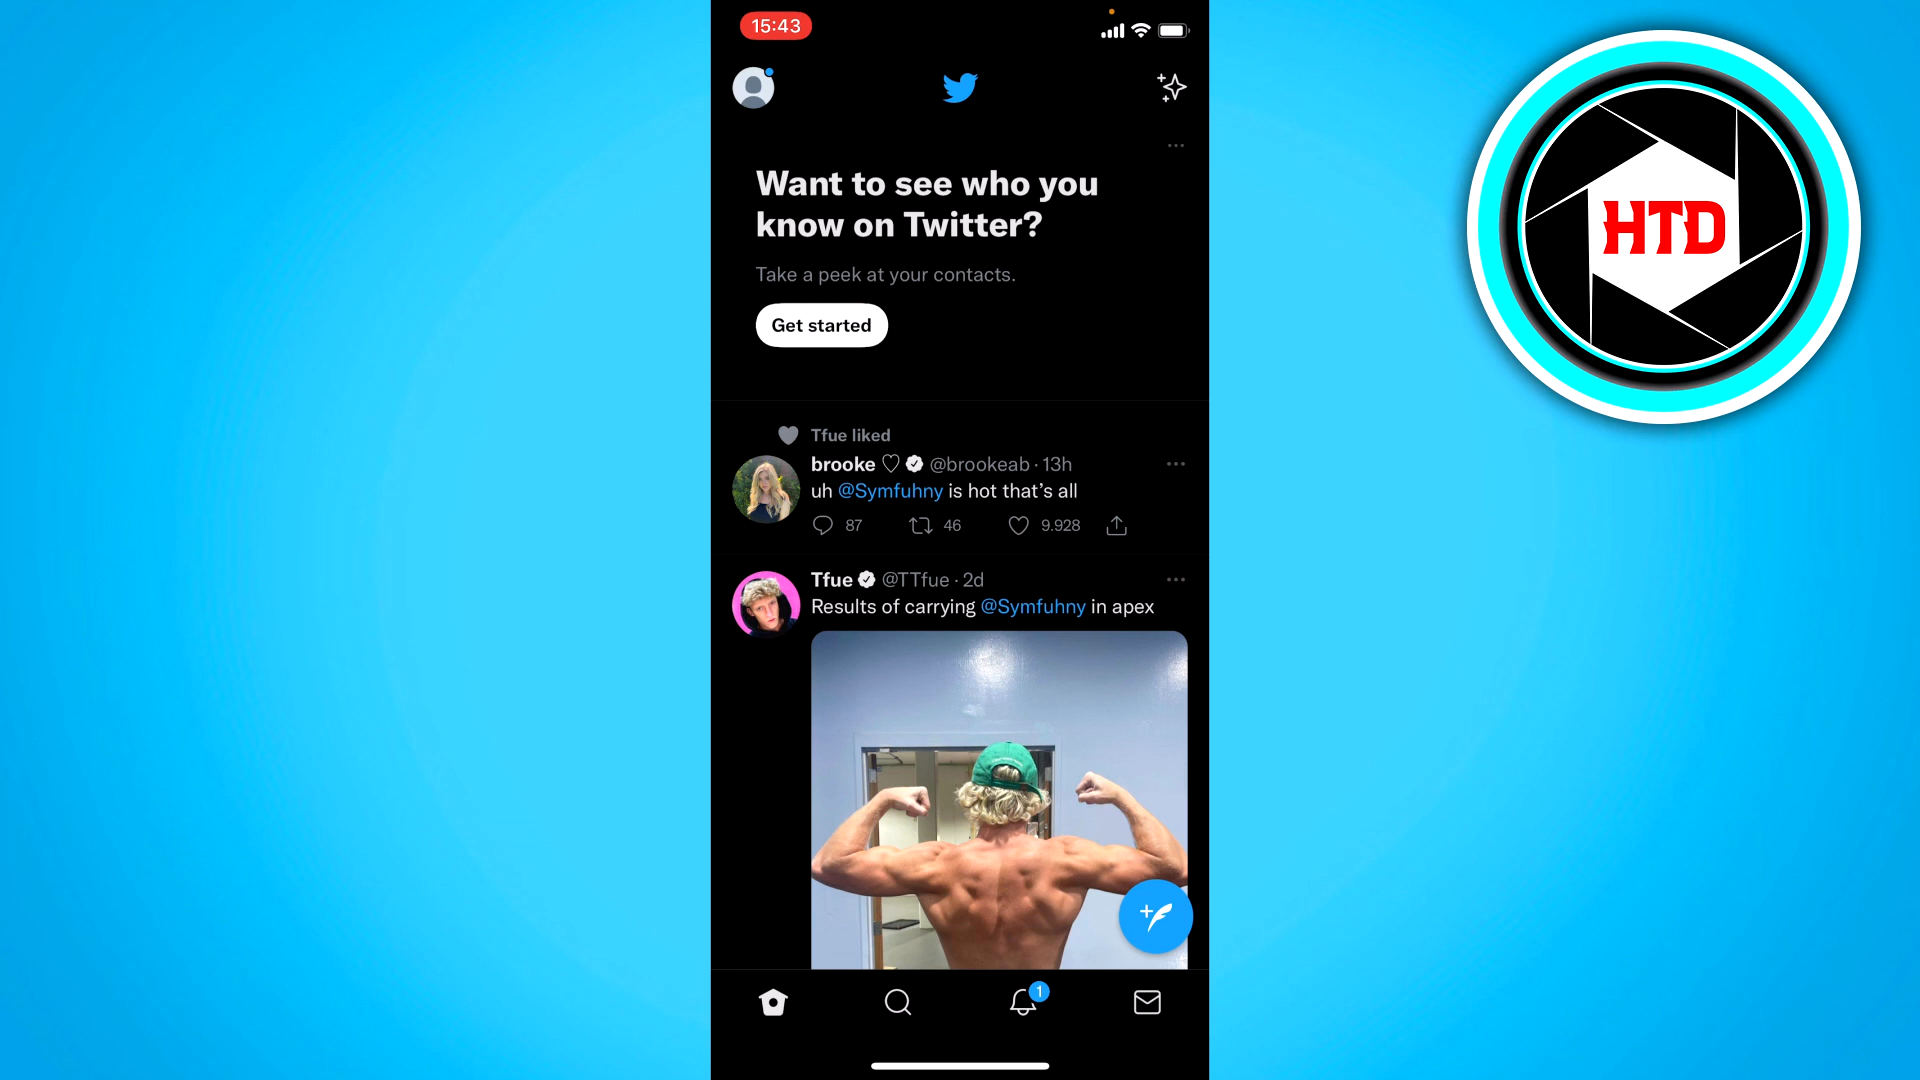 15:43
HTD
Want to see who you
know on Twitter?
Take a peek at your contacts.
Get started
Tfue liked
brooke ♡ @brookeab · 13h
uh @Symfuhny is hot that's all
87 46 9.928
Tfue @TTfue · 2d
Results of carrying @Symfuhny in apex
1